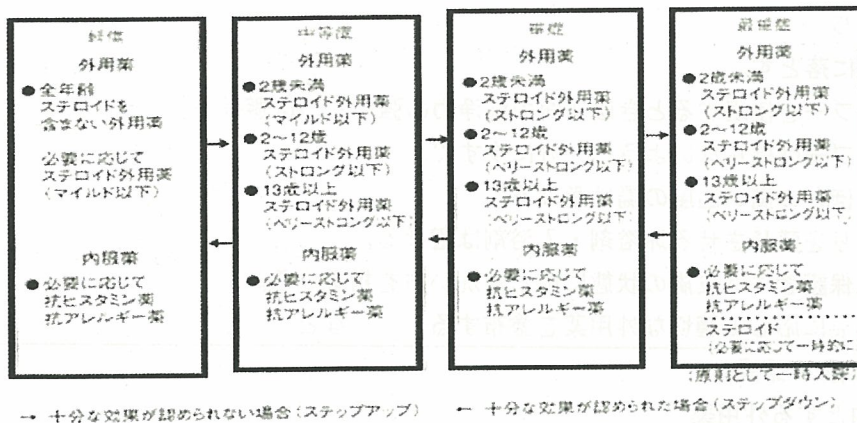 軽症
外用薬
●全年齢
ステロイドを
含まない外用薬
必要に応じて
ステロイド外用薬
(マイルド以下)
内服薬
●必要に応じて
抗ヒスタミン薬
抗アレルギー薬
中等症
外用薬
●2歳未満
ステロイド外用薬
(マイルド以下)
●2〜12歳
ステロイド外用薬
(ストロング以下)
●13歳以上
ステロイド外用薬
(ベリーストロング以下)
内服薬
●必要に応じて
抗ヒスタミン薬
抗アレルギー薬
重症
外用薬
●2歳未満
ステロイド外用薬
(ストロング以下)
●2〜12歳
ステロイド外用薬
(ベリーストロング以下)
●13歳以上
ステロイド外用薬
(ベリーストロング以下)
内服薬
●必要に応じて
抗ヒスタミン薬
抗アレルギー薬
最重症
外用薬
●2歳未満
ステロイド外用薬
(ストロング以下)
●2〜12歳
ステロイド外用薬
(ベリーストロング以下)
●13歳以上
ステロイド外用薬
(ベリーストロング以下)
内服薬
●必要に応じて
抗ヒスタミン薬
抗アレルギー薬
ステロイド
(必要に応じて一時的に
(原則として一時入院)
→ 十分な効果が認められない場合(ステップアップ)
← 十分な効果が認められた場合(ステップダウン)